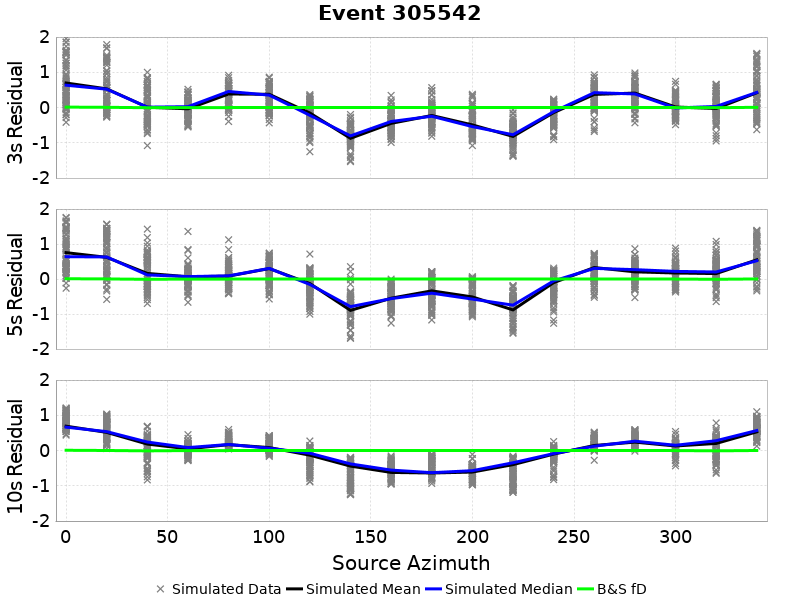 Event 305542
3s Residual
2
1
0
-1
-2
5s Residual
2
1
0
-1
-2
10s Residual
2
1
0
-1
-2
0 50 100 150 200 250 300
Source Azimuth
Simulated Data Simulated Mean Simulated Median B&S fD